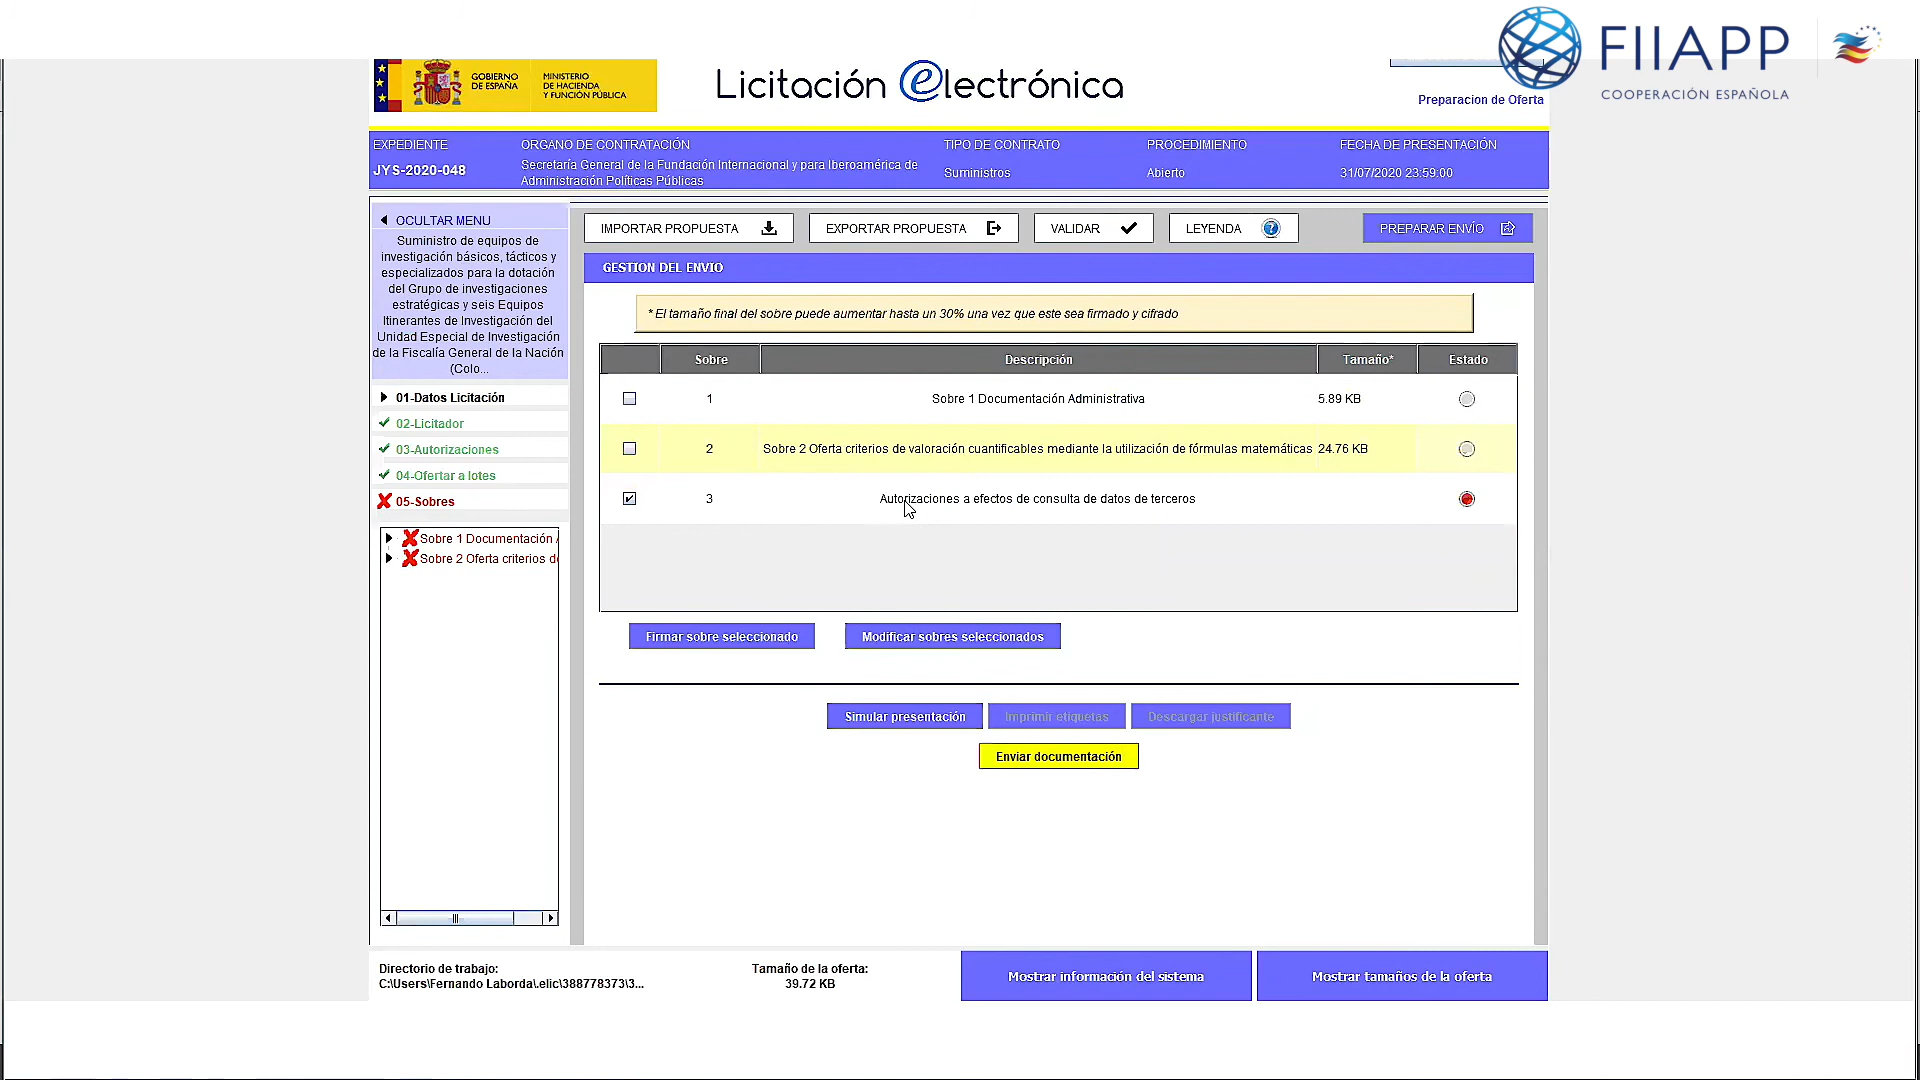 FIIAPP
COOPERACIÓN ESPAÑOLA
GOBIERNO
DE ESPAÑA
MINISTERIO
DE HACIENDA
Y FUNCIÓN PÚBLICA
Licitación @lectrónica
Preparacion de Oferta
EXPEDIENTE
JYS-2020-048
ORGANO DE CONTRATACIÓN
Secretaría General de la Fundación Internacional y para Iberoamérica de
Administración Políticas Públicas
TIPO DE CONTRATO
Suministros
PROCEDIMIENTO
Abierto
FECHA DE PRESENTACIÓN
31/07/2020 23:59:00
OCULTAR MENU
Suministro de equipos de
investigación básicos, tácticos y
especializados para la dotación
del Grupo de investigaciones
estratégicas y seis Equipos
Itinerantes de Investigación del
Unidad Especial de Investigación
de la Fiscalía General de la Nación
(Colo...
01-Datos Licitación
02-Licitador
03-Autorizaciones
04-Ofertar a lotes
05-Sobres
Sobre 1 Documentación
Sobre 2 Oferta criterios de
IMPORTAR PROPUESTA
EXPORTAR PROPUESTA
VALIDAR
LEYENDA
PREPARAR ENVÍO
GESTION DEL ENVIO
* El tamaño final del sobre puede aumentar hasta un 30% una vez que este sea firmado y cifrado
Sobre Descripción Tamaño* Estado
1 Sobre 1 Documentación Administrativa 5.89 KB
2 Sobre 2 Oferta criterios de valoración cuantificables mediante la utilización de fórmulas matemáticas 24.76 KB
3 Autorizaciones a efectos de consulta de datos de terceros
Firmar sobre seleccionado
Modificar sobres seleccionados
Simular presentación
Imprimir etiquetas
Descargar justificante
Enviar documentación
Directorio de trabajo:
C:\Users\Fernando Laborda\.elic\388778373\3...
Tamaño de la oferta:
39.72 KB
Mostrar información del sistema
Mostrar tamaños de la oferta